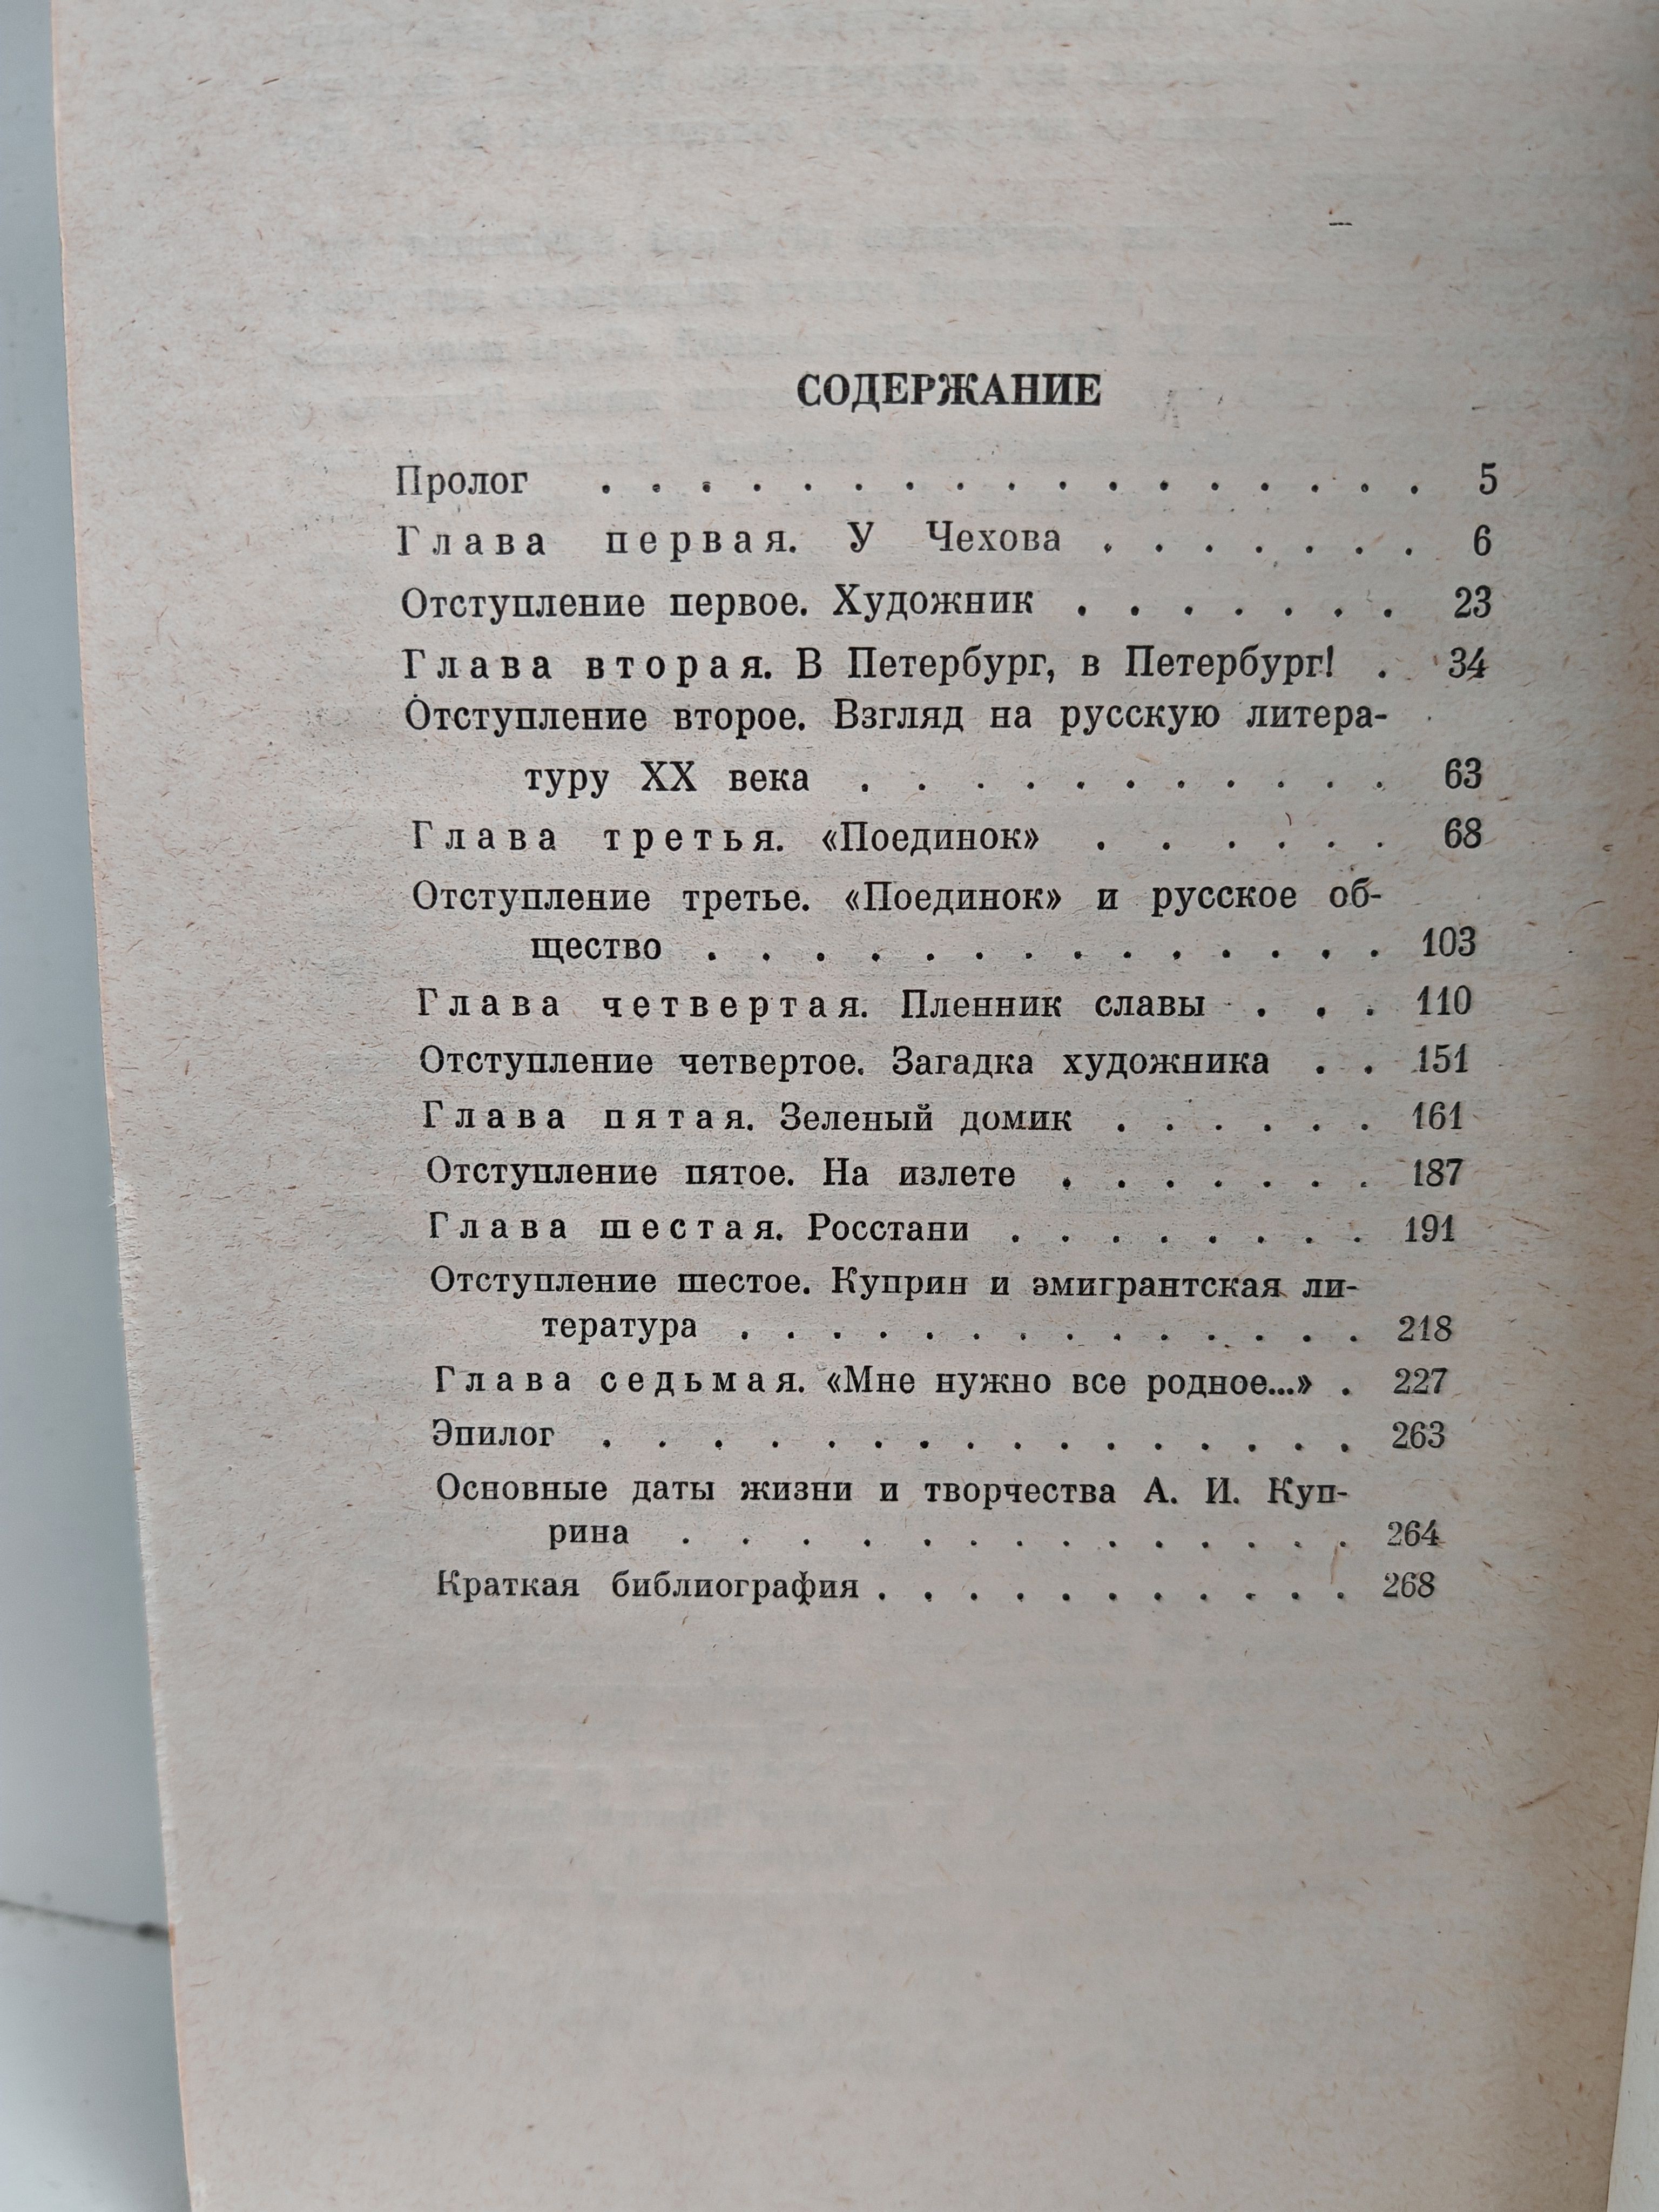 СОДЕРЖАНИЕ
Пролог . . . . . . . . . . . . . . . . . 5
Глава первая. У Чехова . . . . . . . 6
Отступление первое. Художник . . . . . . . 23
Глава вторая. В Петербург, в Петербург! . 34
Отступление второе. Взгляд на русскую литера-
туру XX века . . . . . . . . . . . 63
Глава третья. «Поединок» . . . . . . 68
Отступление третье. «Поединок» и русское об-
щество . . . . . . . . . . . . . 103
Глава четвертая. Пленник славы . . . 110
Отступление четвертое. Загадка художника . . 151
Глава пятая. Зеленый домик . . . . . . 161
Отступление пятое. На излете . . . . . . . 187
Глава шестая. Росстани . . . . . . . . 191
Отступление шестое. Куприн и эмигрантская ли-
тература . . . . . . . . . . . . . . 218
Глава седьмая. «Мне нужно все родное...» . 227
Эпилог . . . . . . . . . . . . . . . 263
Основные даты жизни и творчества А. И. Куп-
рина . . . . . . . . . . . . . 264
Краткая библиография . . . . . . . . . . . 268